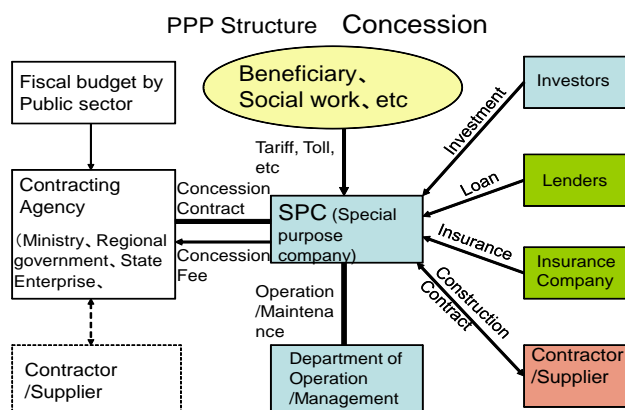 PPP Structure Concession
Fiscal budget by
Public sector
Beneficiary、
Social work、etc
Investors
Tariff, Toll,
etc
Investment
Contracting
Agency
(Ministry、Regional
government、State
Enterprise、
Concession
Contract
SPC (Special
purpose
company)
Concession
Fee
Loan
Lenders
Insurance
Insurance
Company
Operation
/Maintena
nce
Construction
Contract
Contractor
/Supplier
Department of
Operation
/Management
Contractor
/Supplier